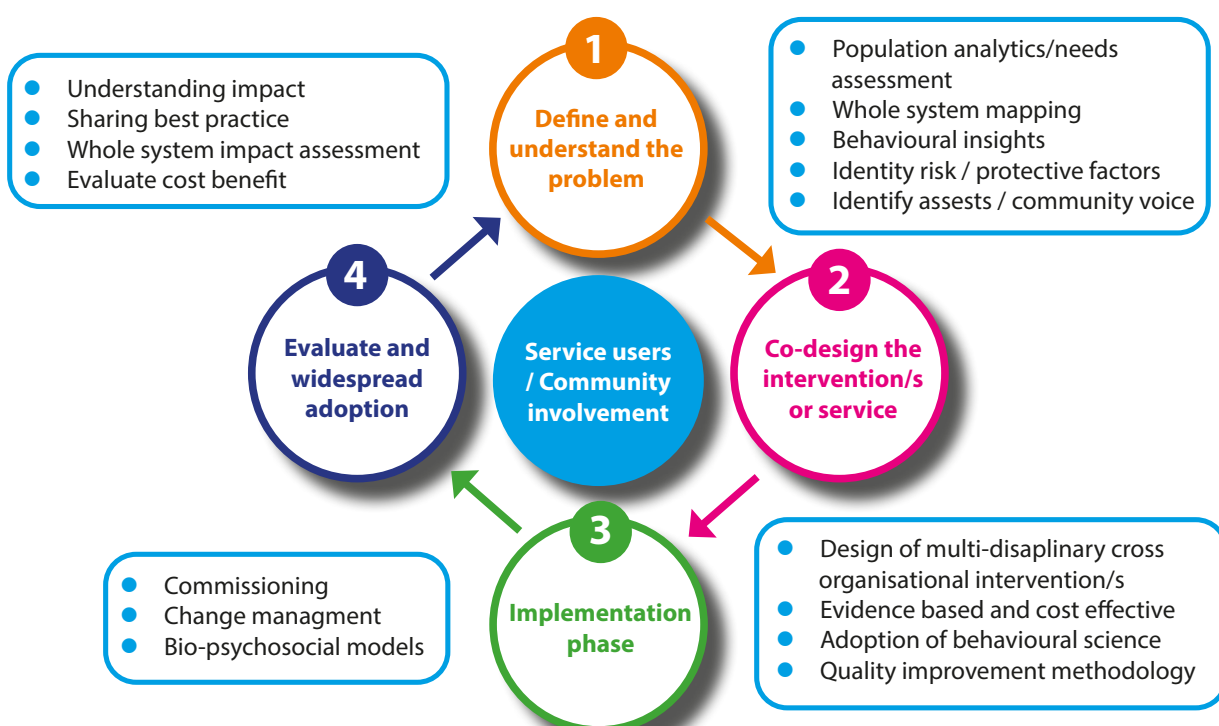 1
Define and
understand the
problem
Population analytics/needs
assessment
Whole system mapping
Behavioural insights
Identity risk / protective factors
Identify assests / community voice
2
Co-design the
intervention/s
or service
Design of multi-disaplinary cross
organisational intervention/s
Evidence based and cost effective
Adoption of behavioural science
Quality improvement methodology
3
Implementation
phase
Commissioning
Change managment
Bio-psychosocial models
4
Evaluate and
widespread
adoption
Understanding impact
Sharing best practice
Whole system impact assessment
Evaluate cost benefit
Service users
/ Community
involvement